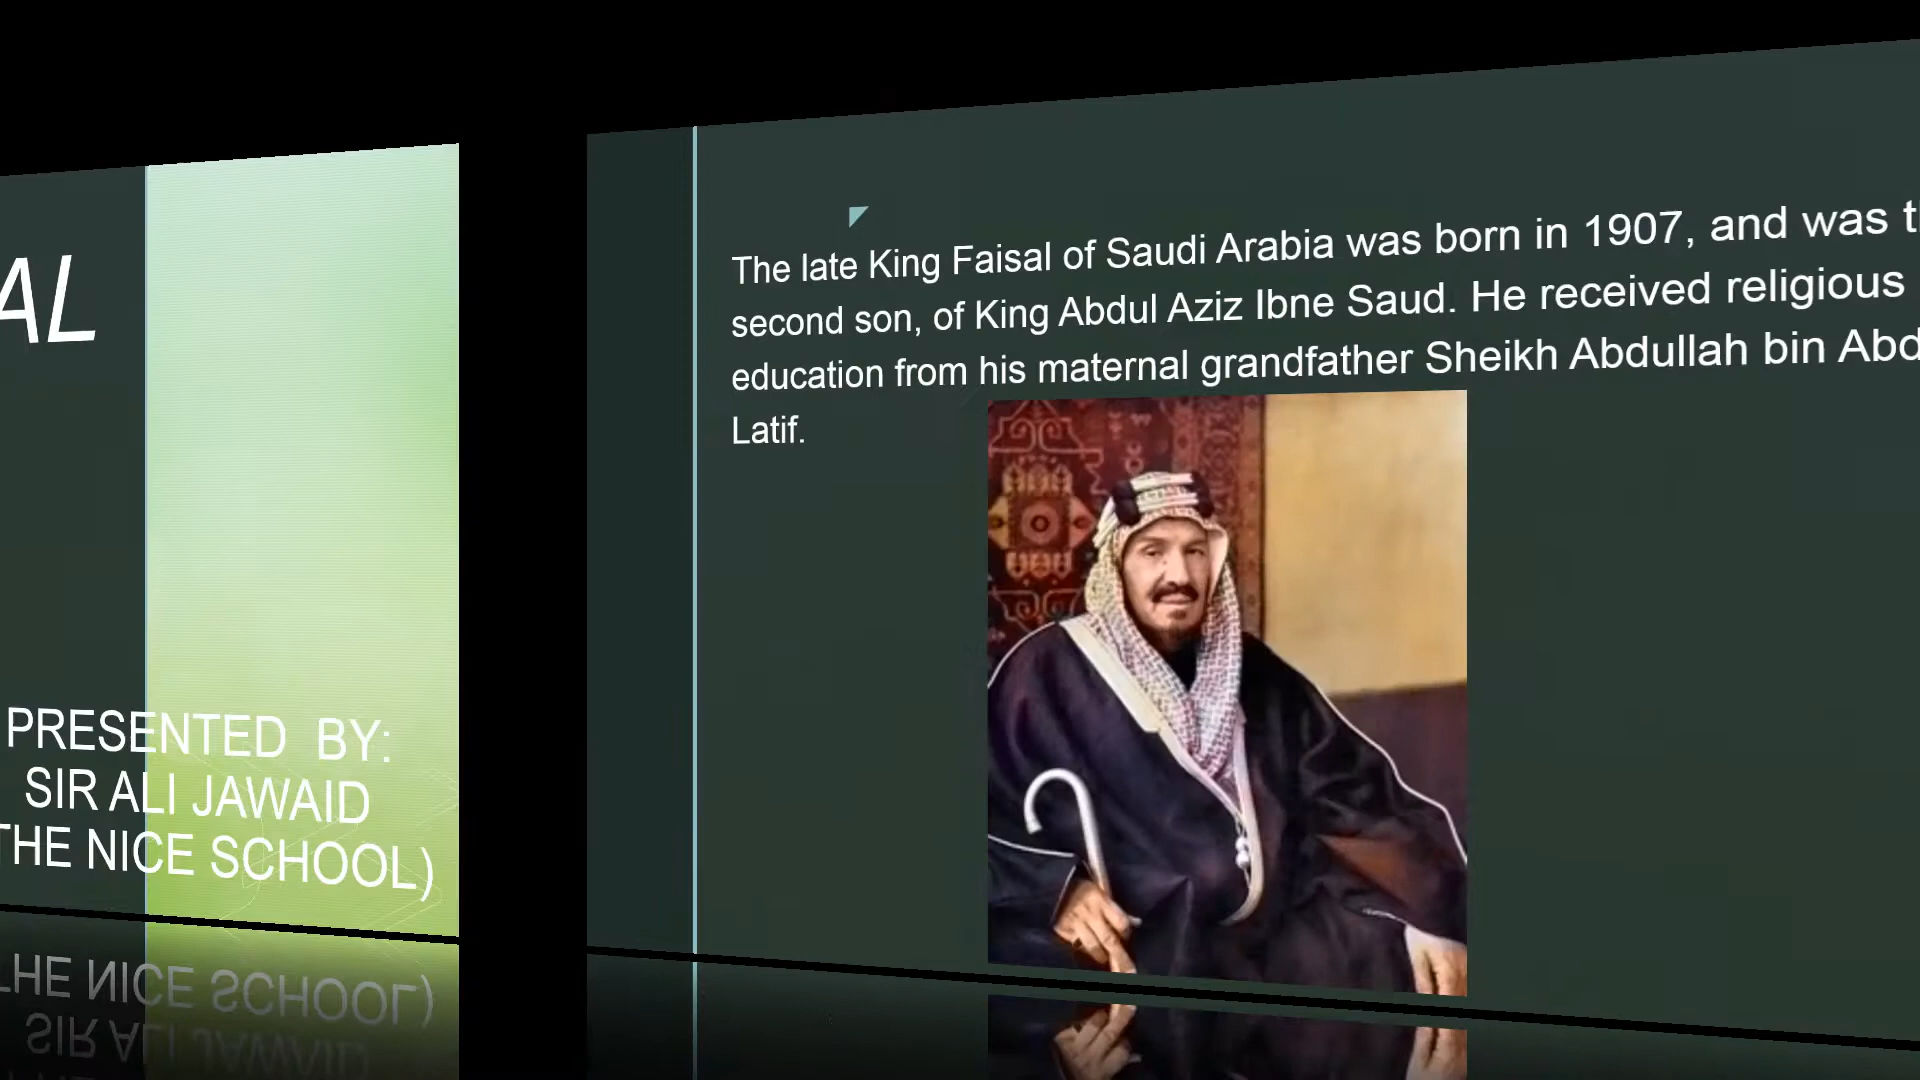 AL
PRESENTED BY:
SIR ALI JAWAID
THE NICE SCHOOL)
The late King Faisal of Saudi Arabia was born in 1907, and was
second son, of King Abdul Aziz Ibne Saud. He received religious
education from his maternal grandfather Sheikh Abdullah bin Abd
Latif.